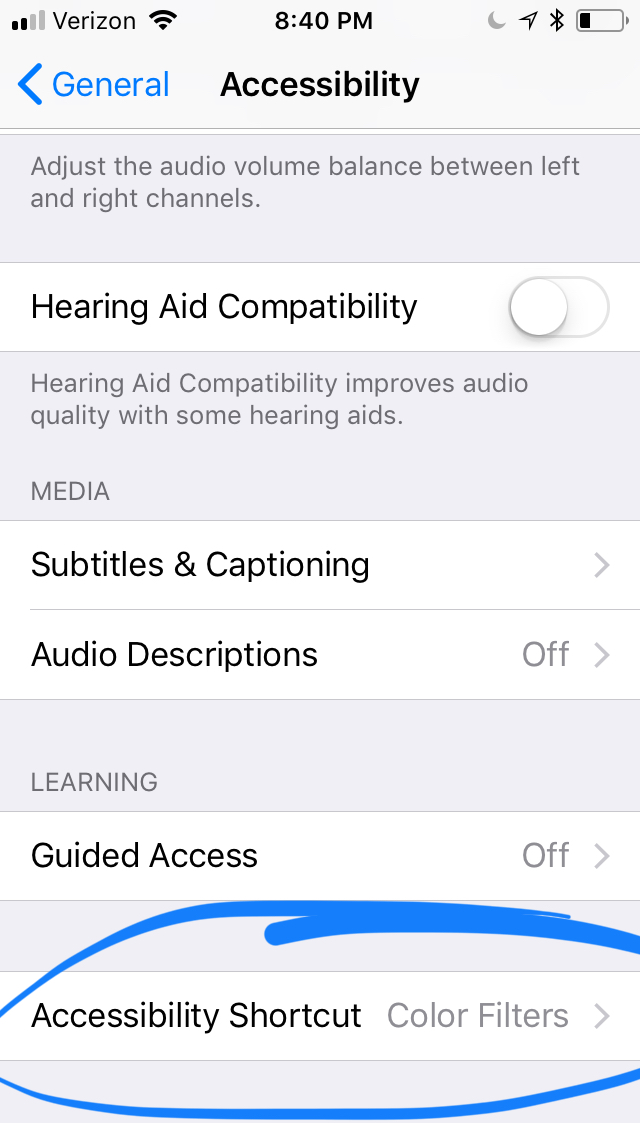 Verizon 8:40 PM
General Accessibility
Adjust the audio volume balance between left
and right channels.
Hearing Aid Compatibility
Hearing Aid Compatibility improves audio
quality with some hearing aids.
MEDIA
Subtitles & Captioning
Audio Descriptions Off
LEARNING
Guided Access Off
Accessibility Shortcut Color Filters